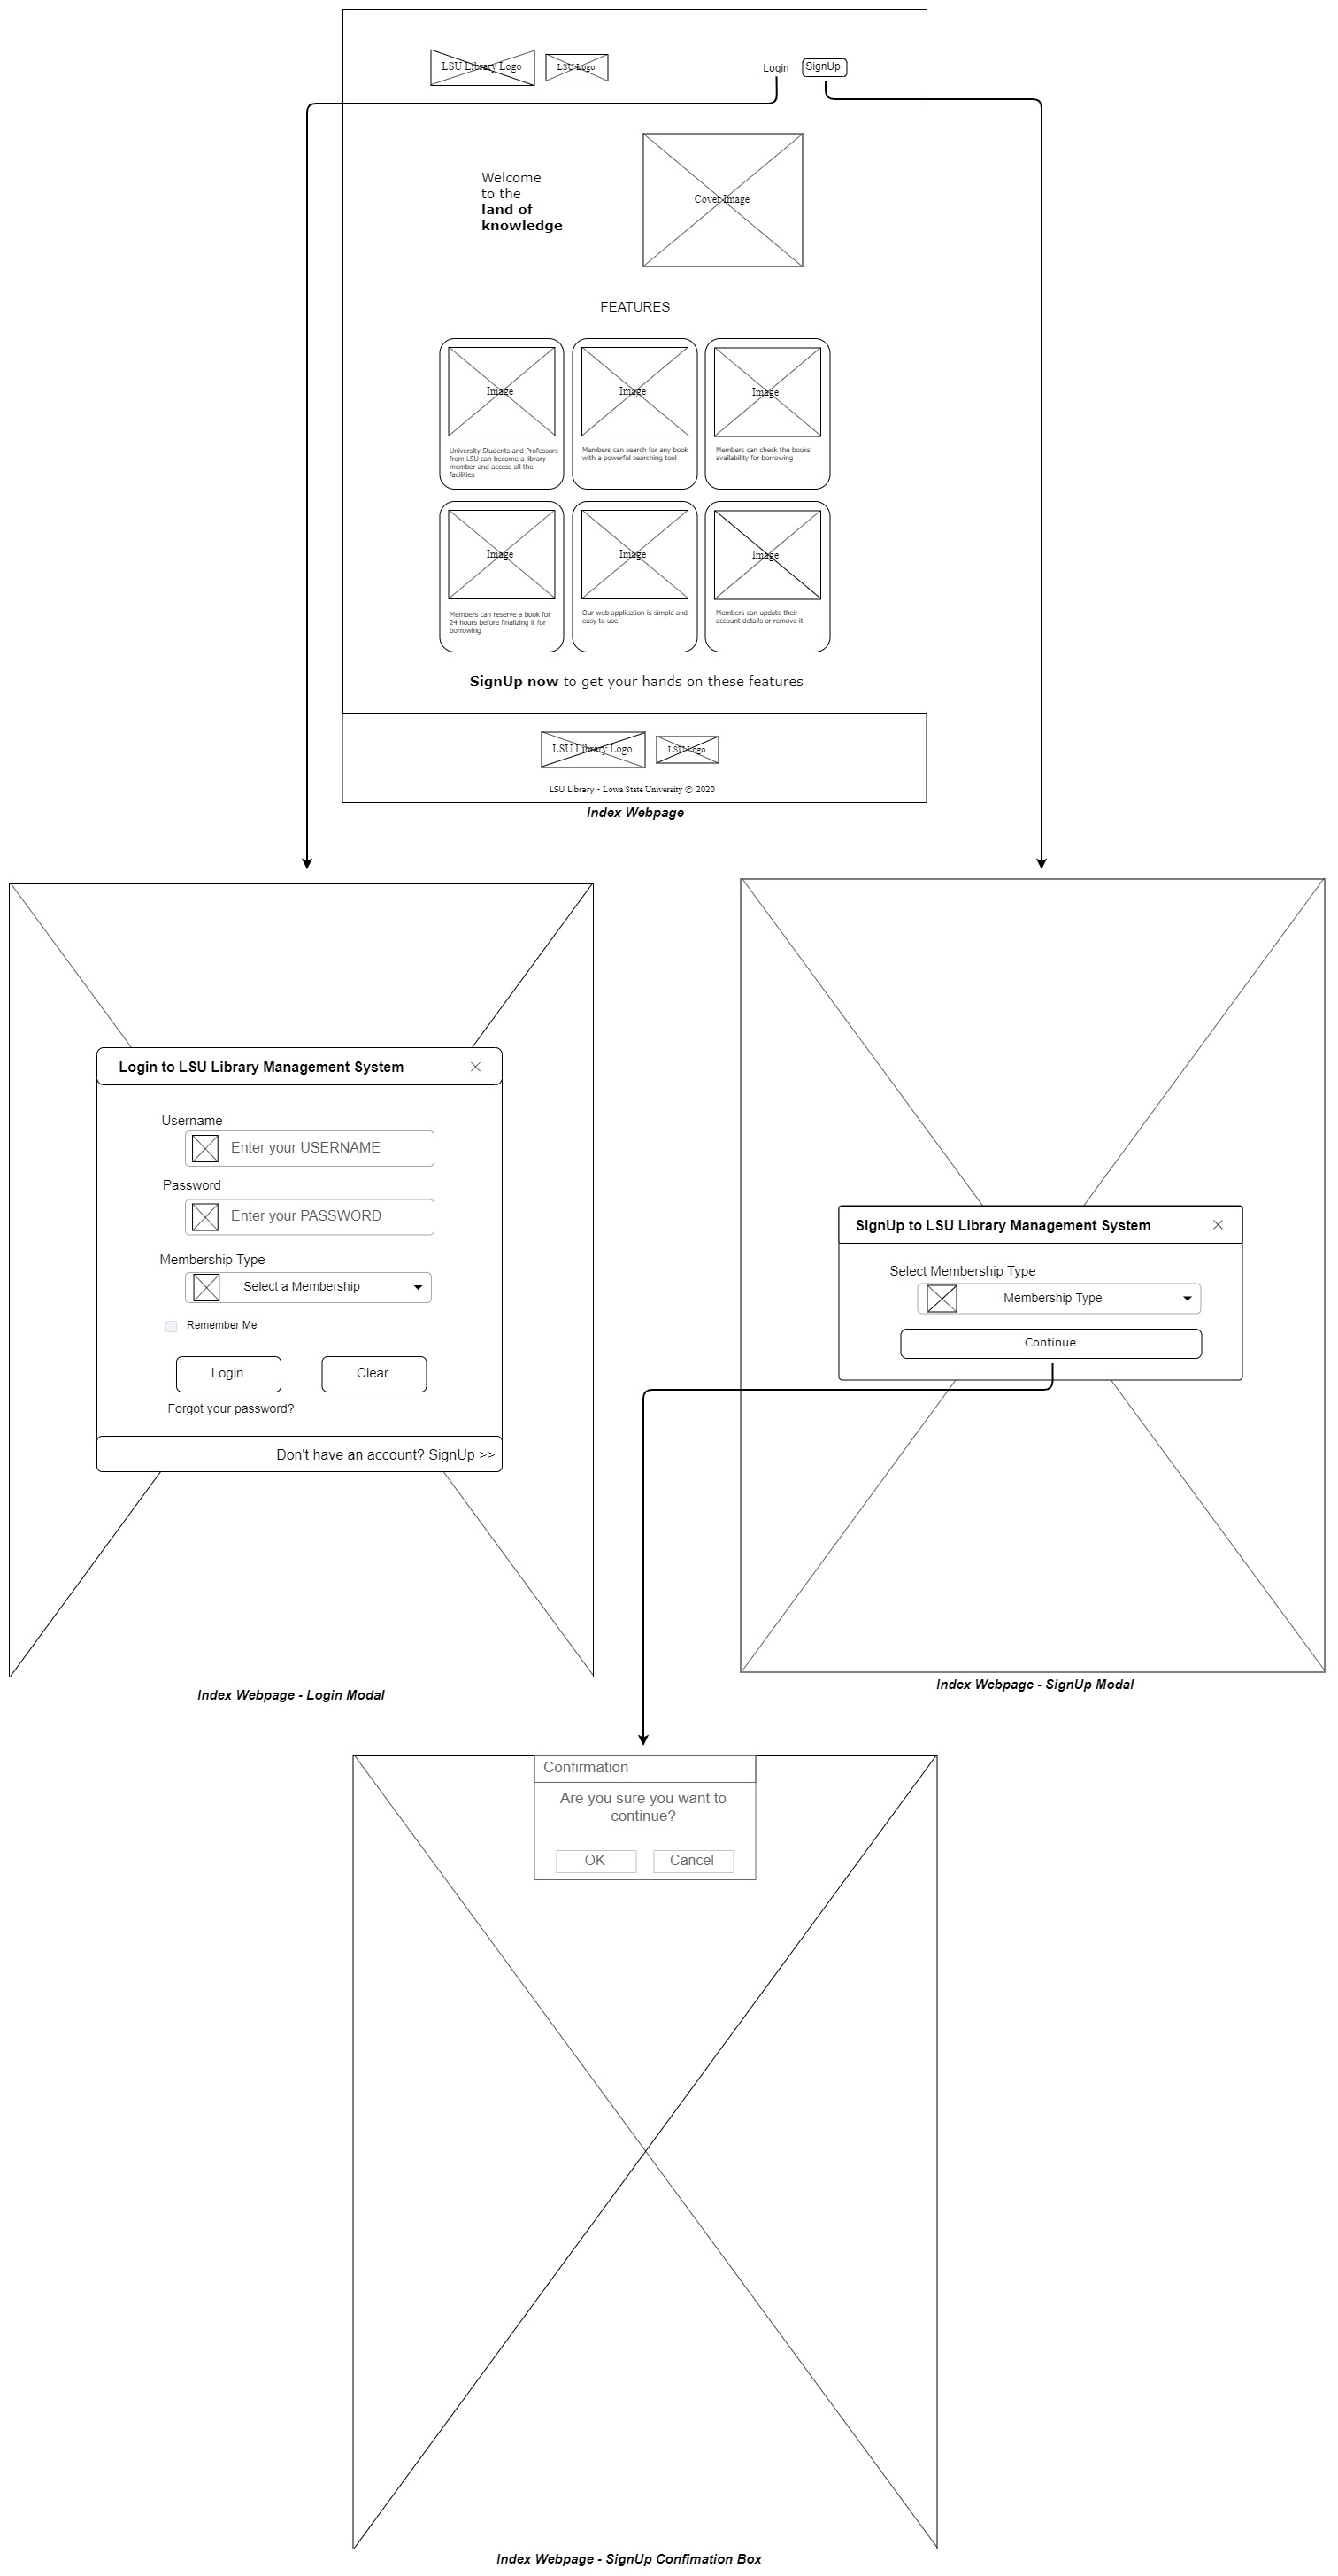 LSU Library Logo
LSU Logo
Login
SignUp
Welcome
to the
land of
knowledge
Cover Image
FEATURES
Image
Image
Image
University Students and Professors
from LSU can become a library
member and access all the
facilities
Members can search for any book
with a powerful searching tool
Members can check the books'
availability for borrowing
Image
Image
Image
Members can reserve a book for
24 hours before finalizing it for
borrowing
Our web application is simple and
easy to use
Members can update their
account details or remove it
SignUp now to get your hands on these features
LSU Library Logo
LSU Logo
LSU Library - Lowa State University © 2020
Index Webpage
Login to LSU Library Management System
Username
Enter your USERNAME
Password
Enter your PASSWORD
Membership Type
Select a Membership
Remember Me
Login
Clear
Forgot your password?
Don't have an account? SignUp >>
Index Webpage - Login Modal
SignUp to LSU Library Management System
Select Membership Type
Membership Type
Continue
Index Webpage - SignUp Modal
Confirmation
Are you sure you want to
continue?
OK
Cancel
Index Webpage - SignUp Confimation Box